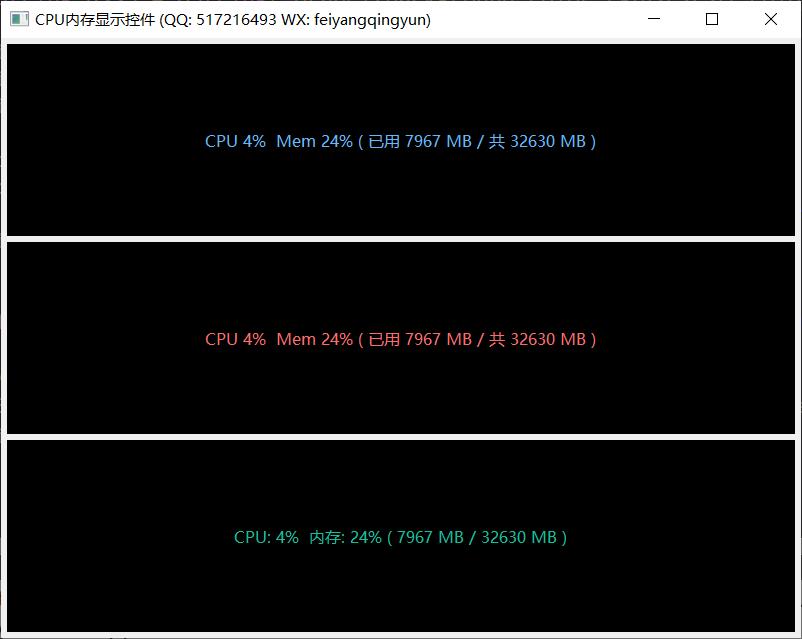 CPU内存显示控件 (QQ: 517216493 WX: feiyangqingyun)
CPU 4%  Mem 24% ( 已用 7967 MB / 共 32630 MB )
CPU 4%  Mem 24% ( 已用 7967 MB / 共 32630 MB )
CPU: 4%  内存: 24% ( 7967 MB / 32630 MB )